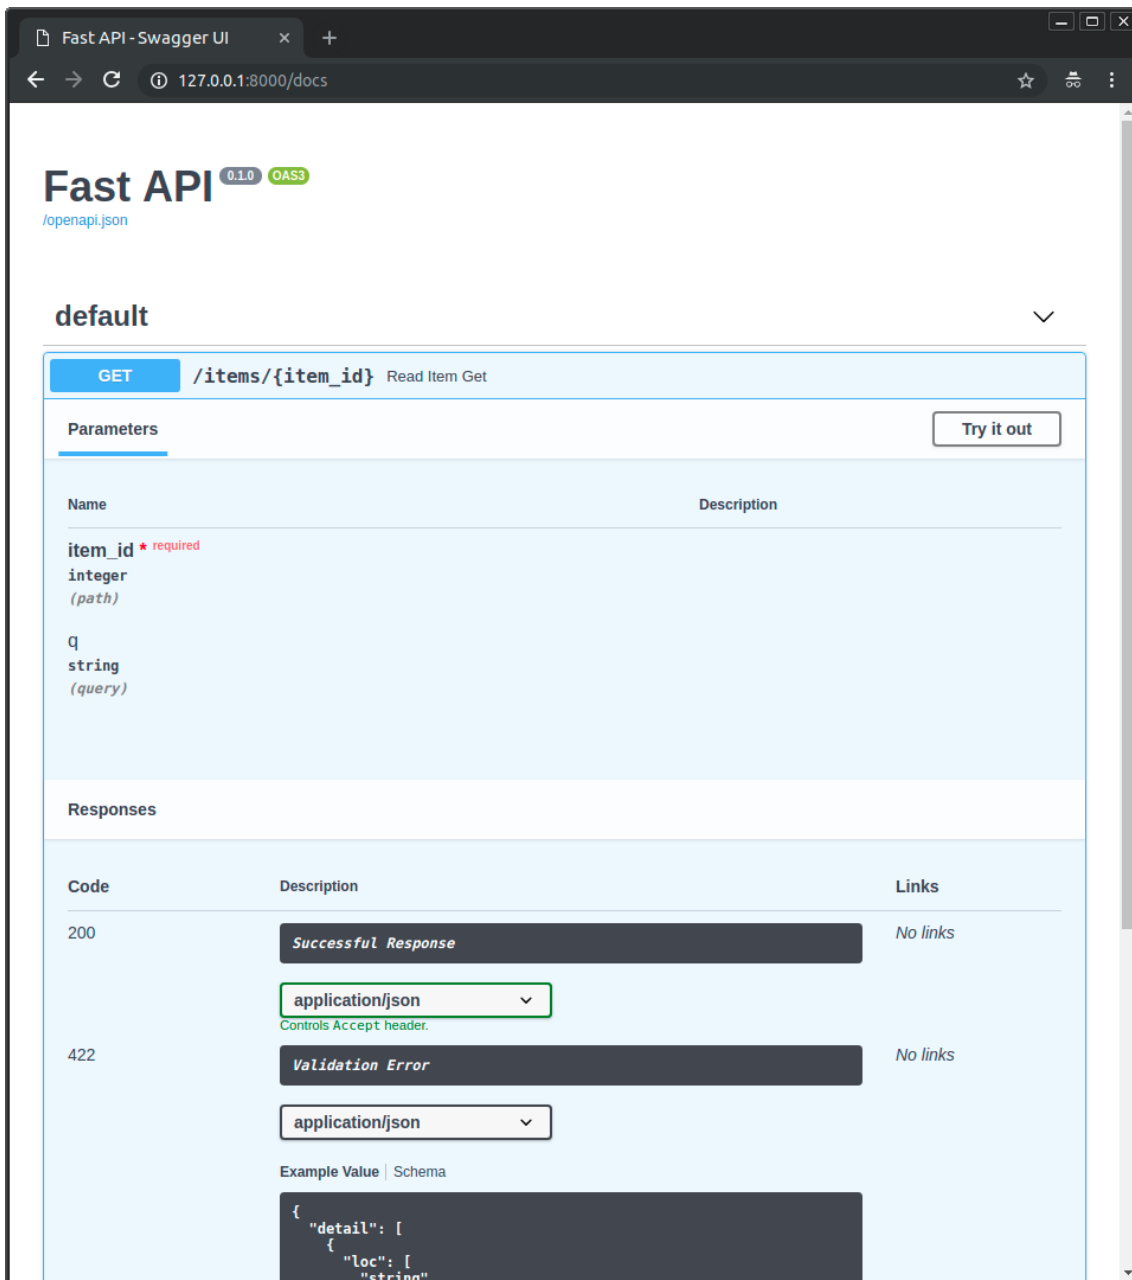 Fast API - Swagger UI
127.0.0.1:8000/docs
Fast API 0.1.0 OAS3
/openapi.json
default
GET /items/{item_id} Read Item Get
Parameters Try it out
Name Description
item_id * required
integer
(path)
q
string
(query)
Responses
Code Description Links
200 Successful Response No links
application/json
Controls Accept header.
422 Validation Error No links
application/json
Example Value Schema
{
"detail": [
{
"loc": [
"string"